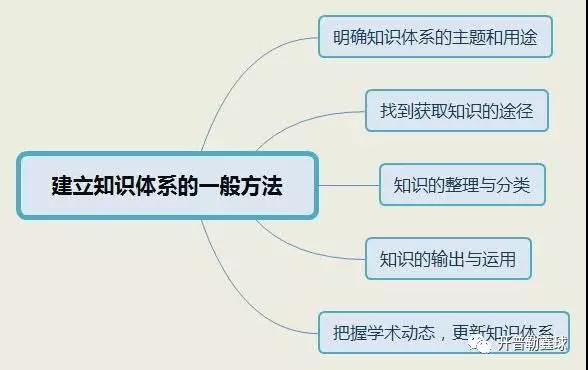 明确知识体系的主题和用途
找到获取知识的途径
建立知识体系的一般方法
知识的整理与分类
知识的输出与运用
把握学术动态，更新知识体系
开普勒塞球